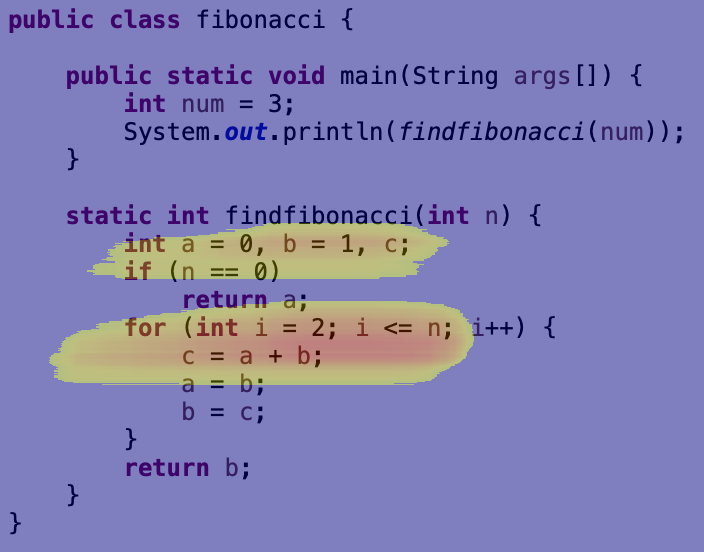 public class fibonacci {
public static void main(String args[]) {
int num = 3;
System.out.println(findfibonacci(num));
}
static int findfibonacci(int n) {
int a = 0, b = 1, c;
if (n == 0)
return a;
for (int i = 2; i <= n; i++) {
c = a + b;
a = b;
b = c;
}
return b;
}
}